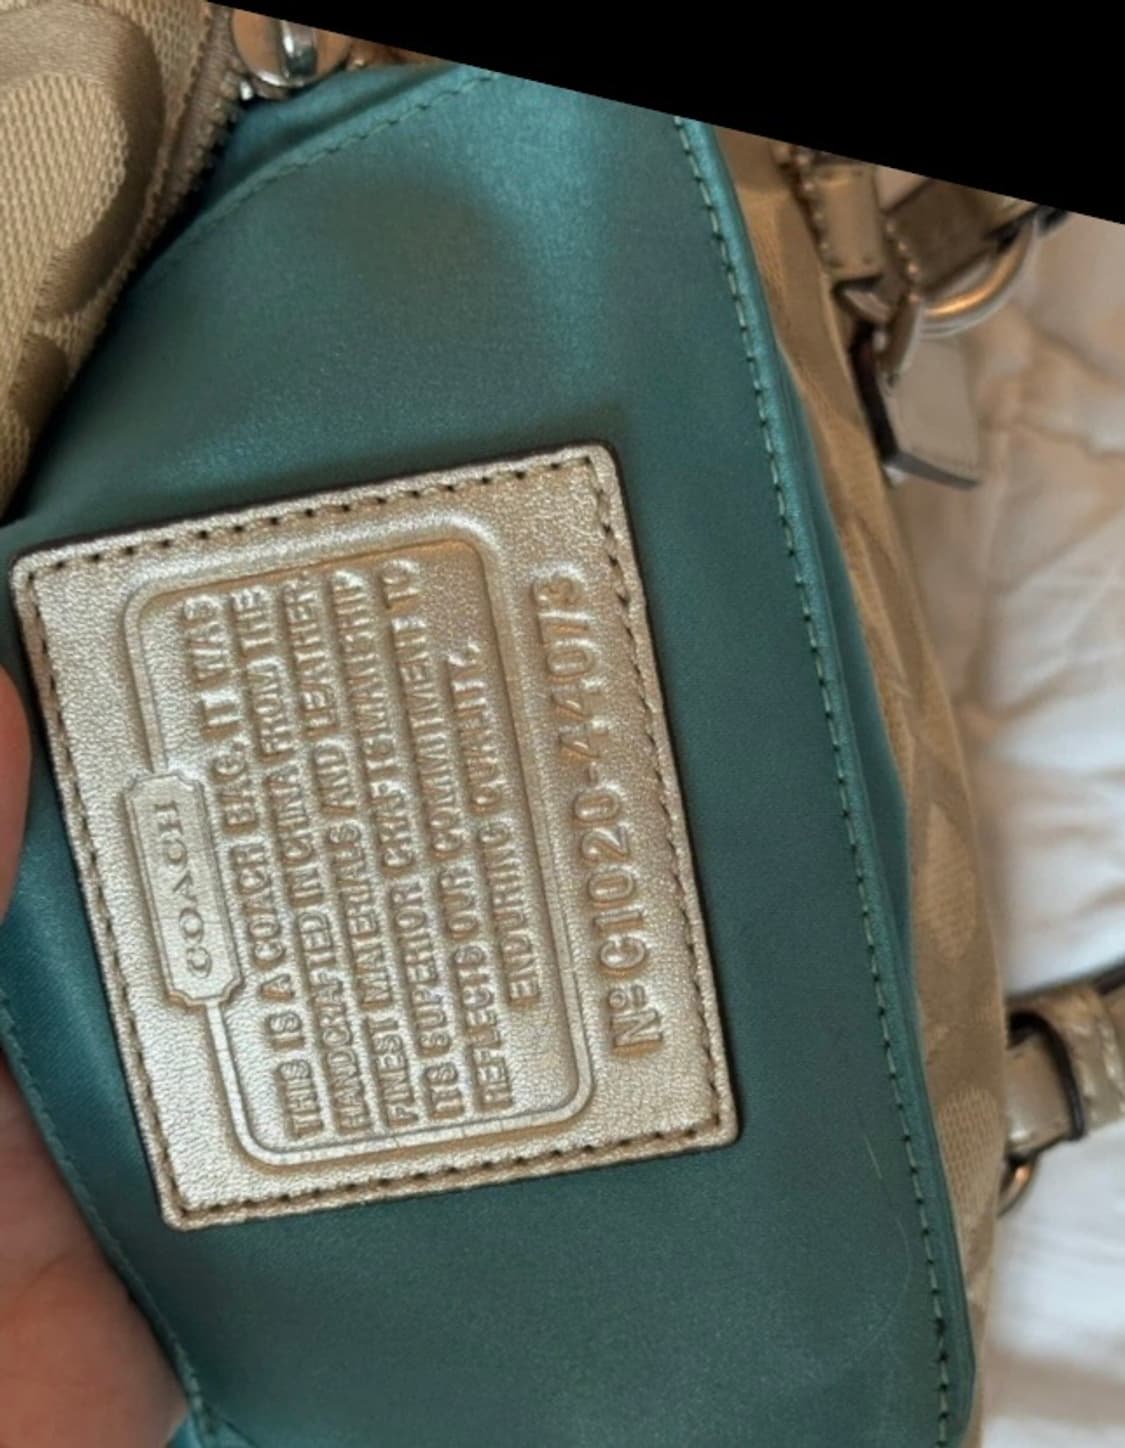 COACH
THIS IS A COACH BAG. IT WAS
HANDCRAFTED IN CHINA FROM THE
FINEST MATERIALS AND LEATHER.
ITS SUPERIOR CRAFTSMANSHIP
REFLECTS OUR COMMITMENT TO
ENDURING QUALITY.
Nº C1020-44073